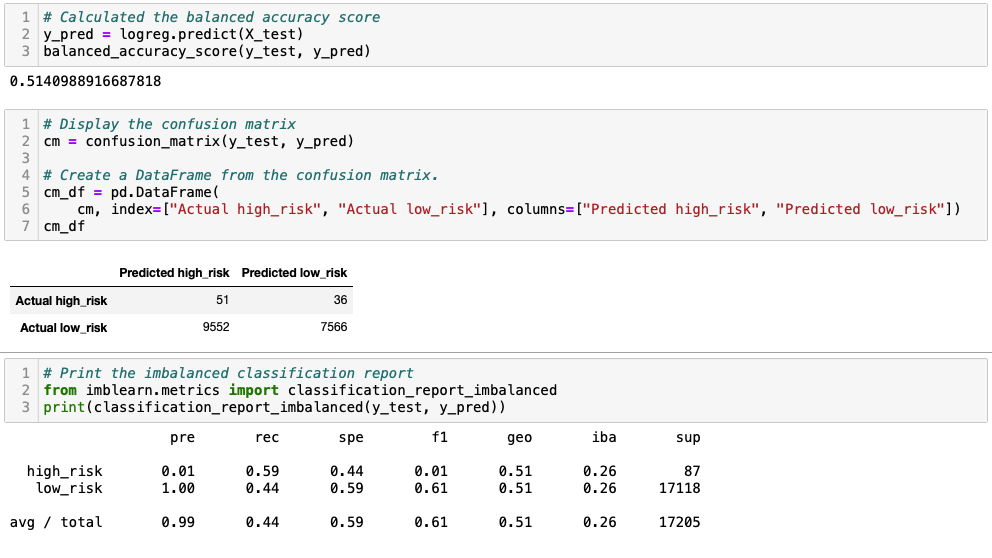 1 # Calculated the balanced accuracy score
2 y_pred = logreg.predict(X_test)
3 balanced_accuracy_score(y_test, y_pred)
0.5140988916687818
1 # Display the confusion matrix
2 cm = confusion_matrix(y_test, y_pred)
3
4 # Create a DataFrame from the confusion matrix.
5 cm_df = pd.DataFrame(
6     cm, index=["Actual high_risk", "Actual low_risk"], columns=["Predicted high_risk", "Predicted low_risk"])
7 cm_df
Predicted high_risk Predicted low_risk
Actual high_risk 51 36
Actual low_risk 9552 7566
1 # Print the imbalanced classification report
2 from imblearn.metrics import classification_report_imbalanced
3 print(classification_report_imbalanced(y_test, y_pred))
pre rec spe f1 geo iba sup
high_risk 0.01 0.59 0.44 0.01 0.51 0.26 87
low_risk 1.00 0.44 0.59 0.61 0.51 0.26 17118
avg / total 0.99 0.44 0.59 0.61 0.51 0.26 17205